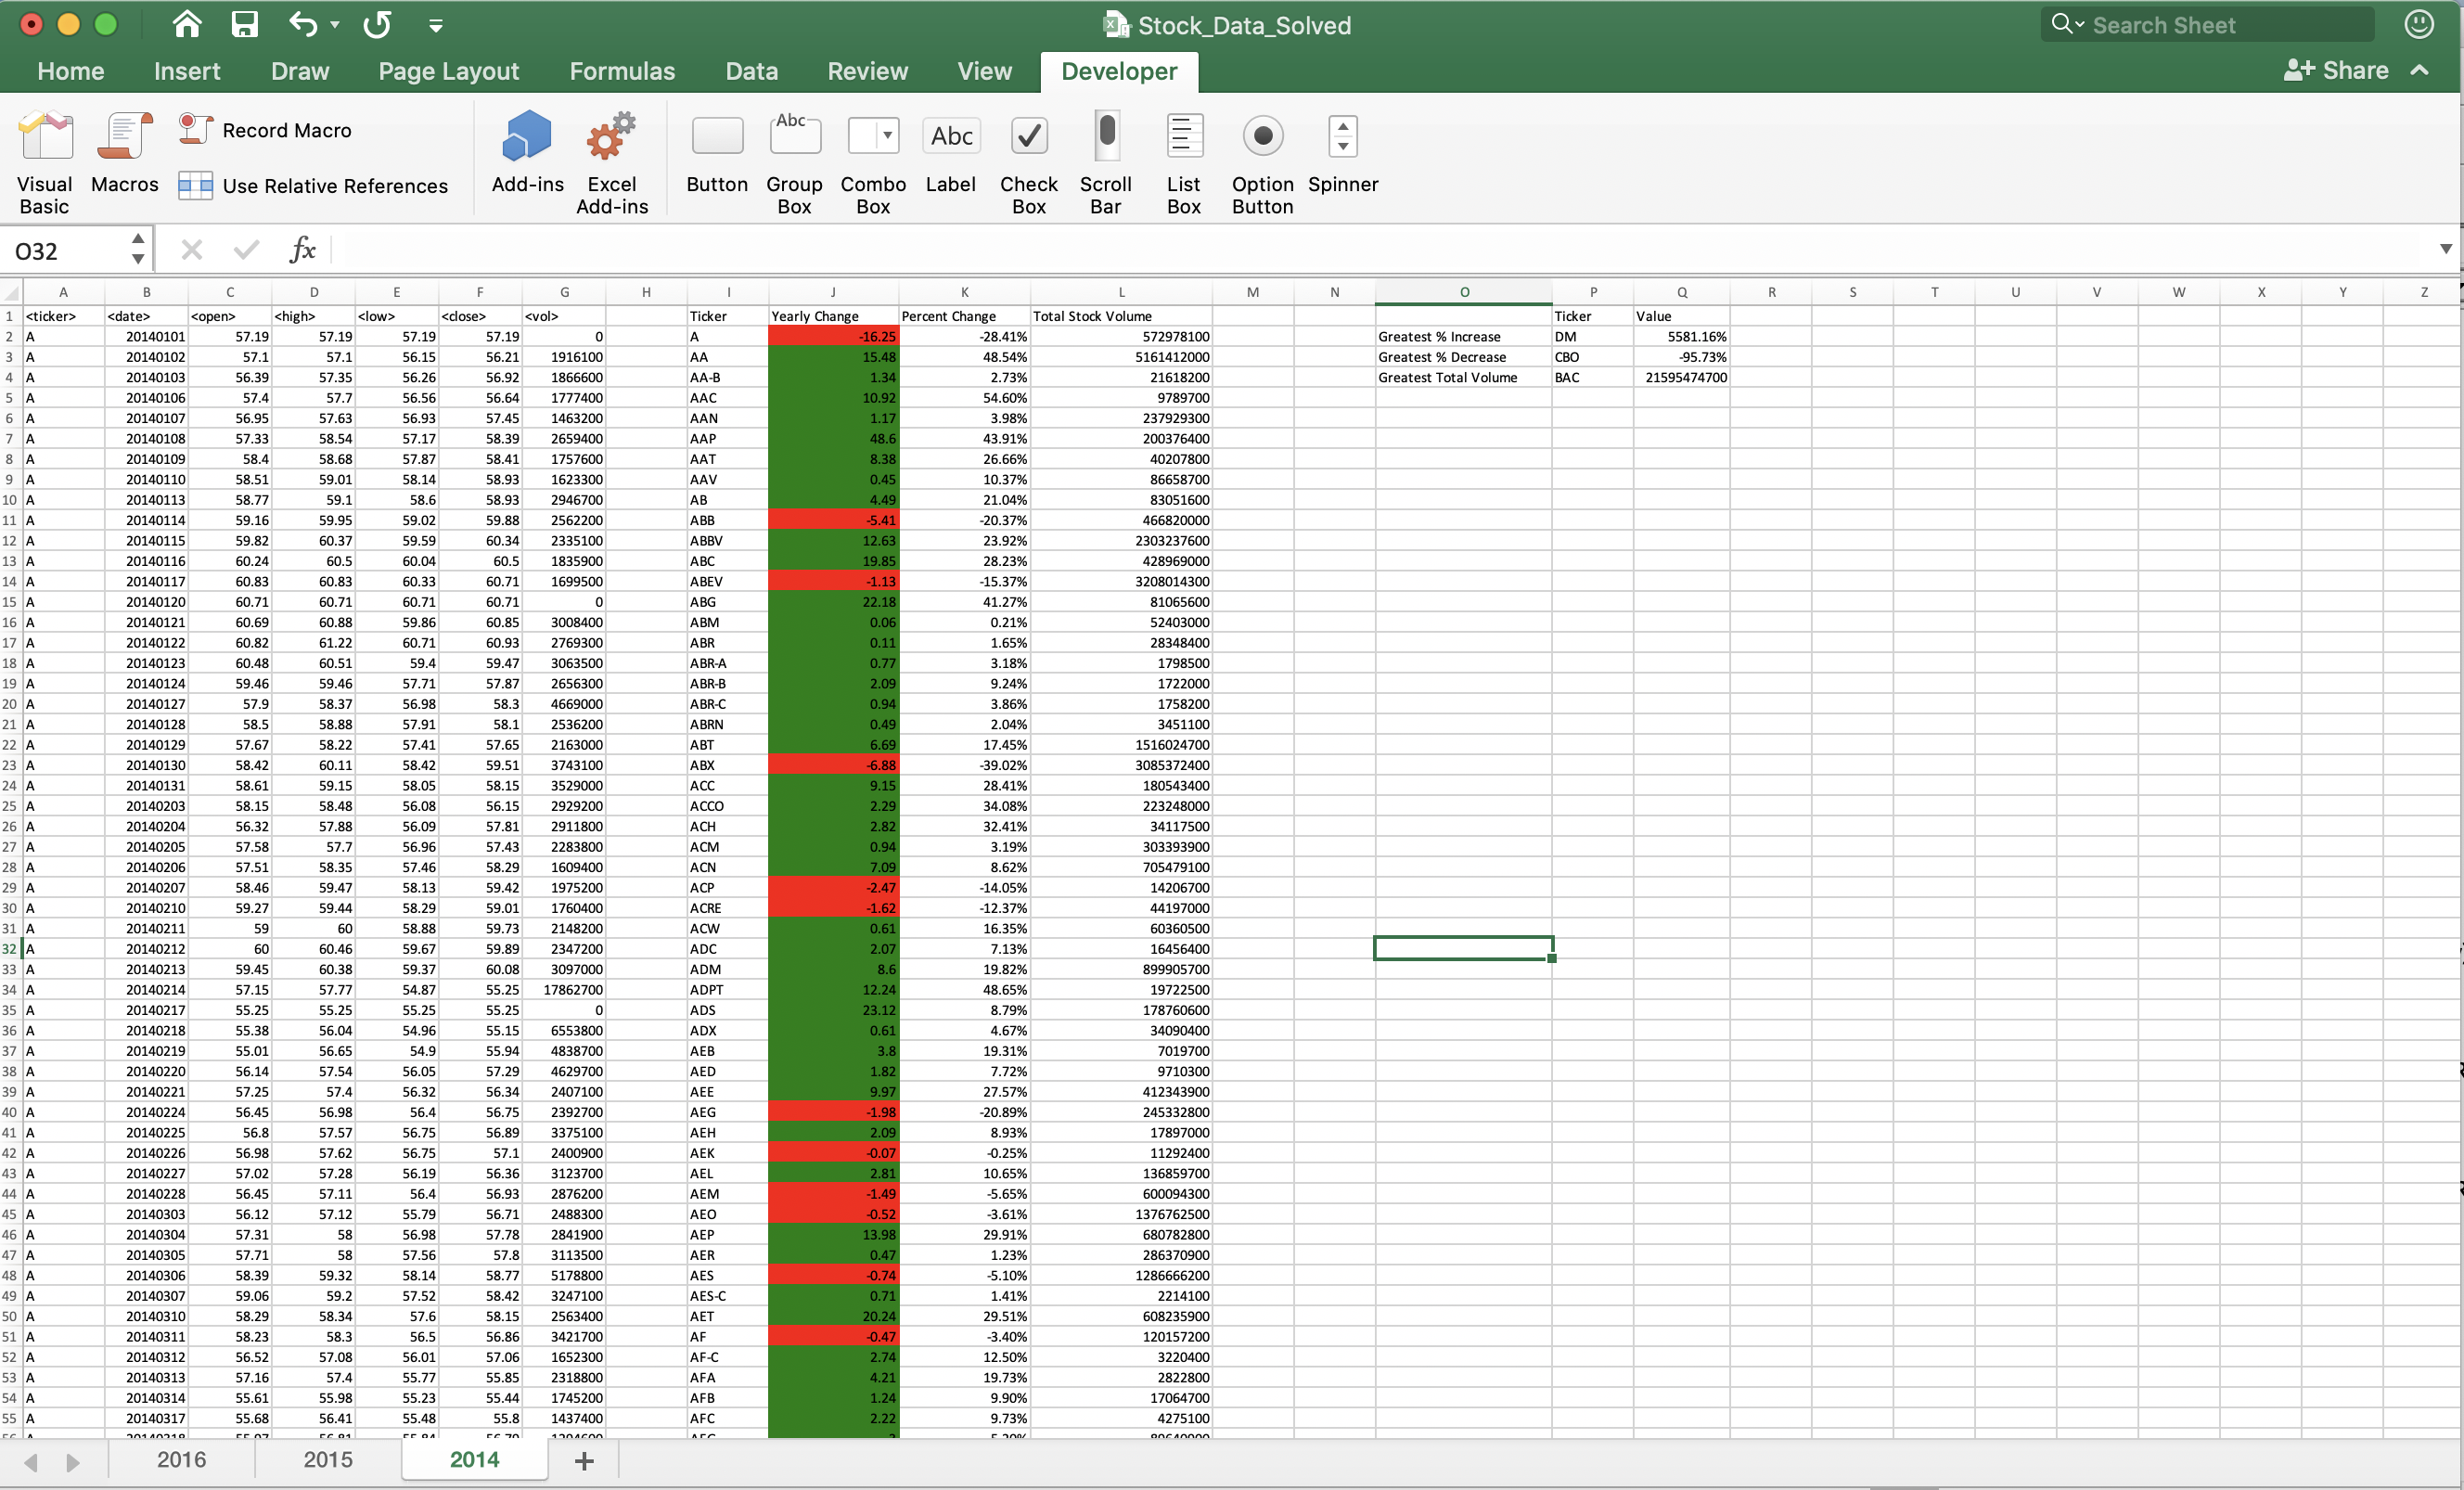 Stock_Data_Solved
Search Sheet
Home Insert Draw Page Layout Formulas Data Review View Developer Share
Visual Basic Macros Record Macro Use Relative References Add-ins Excel Add-ins Button Abc Group Box Combo Box Abc Label Check Box Scroll Bar List Box Option Button Spinner
O32 fx
A B C D E F G H I J K L M N O P Q R S T U V W X Y Z
1 <ticker> <date> <open> <high> <low> <close> <vol> Ticker Yearly Change Percent Change Total Stock Volume Ticker Value
2 A 20140101 57.19 57.19 57.19 57.19 0 A -16.25 -28.41% 572978100 Greatest % Increase DM 5581.16%
3 A 20140102 57.1 57.1 56.15 56.21 1916100 AA 15.48 48.54% 5161412000 Greatest % Decrease CBO -95.73%
4 A 20140103 56.39 57.35 56.26 56.92 1866600 AA-B 1.34 2.73% 21618200 Greatest Total Volume BAC 21595474700
5 A 20140106 57.4 57.7 56.56 56.64 1777400 AAC 10.92 54.60% 9789700
6 A 20140107 56.95 57.63 56.93 57.45 1463200 AAN 1.17 3.98% 237929300
7 A 20140108 57.33 58.54 57.17 58.39 2659400 AAP 48.6 43.91% 200376400
8 A 20140109 58.4 58.68 57.87 58.41 1757600 AAT 8.38 26.66% 40207800
9 A 20140110 58.51 59.01 58.14 58.93 1623300 AAV 0.45 10.37% 86658700
10 A 20140113 58.77 59.1 58.6 58.93 2946700 AB 4.49 21.04% 83051600
11 A 20140114 59.16 59.95 59.02 59.88 2562200 ABB -5.41 -20.37% 466820000
12 A 20140115 59.82 60.37 59.59 60.34 2335100 ABBV 12.63 23.92% 2303237600
13 A 20140116 60.24 60.5 60.04 60.5 1835900 ABC 19.85 28.23% 428969000
14 A 20140117 60.83 60.83 60.33 60.71 1699500 ABEV -1.13 -15.37% 3208014300
15 A 20140120 60.71 60.71 60.71 60.71 0 ABG 22.18 41.27% 81065600
16 A 20140121 60.69 60.88 59.86 60.85 3008400 ABM 0.06 0.21% 52403000
17 A 20140122 60.82 61.22 60.71 60.93 2769300 ABR 0.11 1.65% 28348400
18 A 20140123 60.48 60.51 59.4 59.47 3063500 ABR-A 0.77 3.18% 1798500
19 A 20140124 59.46 59.46 57.71 57.87 2656300 ABR-B 2.09 9.24% 1722000
20 A 20140127 57.9 58.37 56.98 58.3 4669000 ABR-C 0.94 3.86% 1758200
21 A 20140128 58.5 58.88 57.91 58.1 2536200 ABRN 0.49 2.04% 3451100
22 A 20140129 57.67 58.22 57.41 57.65 2163000 ABT 6.69 17.45% 1516024700
23 A 20140130 58.42 60.11 58.42 59.51 3743100 ABX -6.88 -39.02% 3085372400
24 A 20140131 58.61 59.15 58.05 58.15 3529000 ACC 9.15 28.41% 180543400
25 A 20140203 58.15 58.48 56.08 56.15 2929200 ACCO 2.29 34.08% 223248000
26 A 20140204 56.32 57.88 56.09 57.81 2911800 ACH 2.82 32.41% 34117500
27 A 20140205 57.58 57.7 56.96 57.43 2283800 ACM 0.94 3.19% 303393900
28 A 20140206 57.51 58.35 57.46 58.29 1609400 ACN 7.09 8.62% 705479100
29 A 20140207 58.46 59.47 58.13 59.42 1975200 ACP -2.47 -14.05% 14206700
30 A 20140210 59.27 59.44 58.29 59.01 1760400 ACRE -1.62 -12.37% 44197000
31 A 20140211 59 60 58.88 59.73 2148200 ACW 0.61 16.35% 60360500
32 A 20140212 60 60.46 59.67 59.89 2347200 ADC 2.07 7.13% 16456400
33 A 20140213 59.45 60.38 59.37 60.08 3097000 ADM 8.6 19.82% 899905700
34 A 20140214 57.15 57.77 54.87 55.25 17862700 ADPT 12.24 48.65% 19722500
35 A 20140217 55.25 55.25 55.25 55.25 0 ADS 23.12 8.79% 178760600
36 A 20140218 55.38 56.04 54.96 55.15 6553800 ADX 0.61 4.67% 34090400
37 A 20140219 55.01 56.65 54.9 55.94 4838700 AEB 3.8 19.31% 7019700
38 A 20140220 56.14 57.54 56.05 57.29 4629700 AED 1.82 7.72% 9710300
39 A 20140221 57.25 57.4 56.32 56.34 2407100 AEE 9.97 27.57% 412343900
40 A 20140224 56.45 56.98 56.4 56.75 2392700 AEG -1.98 -20.89% 245332800
41 A 20140225 56.8 57.57 56.75 56.89 3375100 AEH 2.09 8.93% 17897000
42 A 20140226 56.98 57.62 56.75 57.1 2400900 AEK -0.07 -0.25% 11292400
43 A 20140227 57.02 57.28 56.19 56.36 3123700 AEL 2.81 10.65% 136859700
44 A 20140228 56.45 57.11 56.4 56.93 2876200 AEM -1.49 -5.65% 600094300
45 A 20140303 56.12 57.12 55.79 56.71 2488300 AEO -0.52 -3.61% 1376762500
46 A 20140304 57.31 58 56.98 57.78 2841900 AEP 13.98 29.91% 680782800
47 A 20140305 57.71 58 57.56 57.8 3113500 AER 0.47 1.23% 286370900
48 A 20140306 58.39 59.32 58.14 58.77 5178800 AES -0.74 -5.10% 1286666200
49 A 20140307 59.06 59.2 57.52 58.42 3247100 AES-C 0.71 1.41% 2214100
50 A 20140310 58.29 58.34 57.6 58.15 2563400 AET 20.24 29.51% 608235900
51 A 20140311 58.23 58.3 56.5 56.86 3421700 AF -0.47 -3.40% 120157200
52 A 20140312 56.52 57.08 56.01 57.06 1652300 AF-C 2.74 12.50% 3220400
53 A 20140313 57.16 57.4 55.77 55.85 2318800 AFA 4.21 19.73% 2822800
54 A 20140314 55.61 55.98 55.23 55.44 1745200 AFB 1.24 9.90% 17064700
55 A 20140317 55.68 56.41 55.48 55.8 1437400 AFC 2.22 9.73% 4275100
2016 2015 2014 +